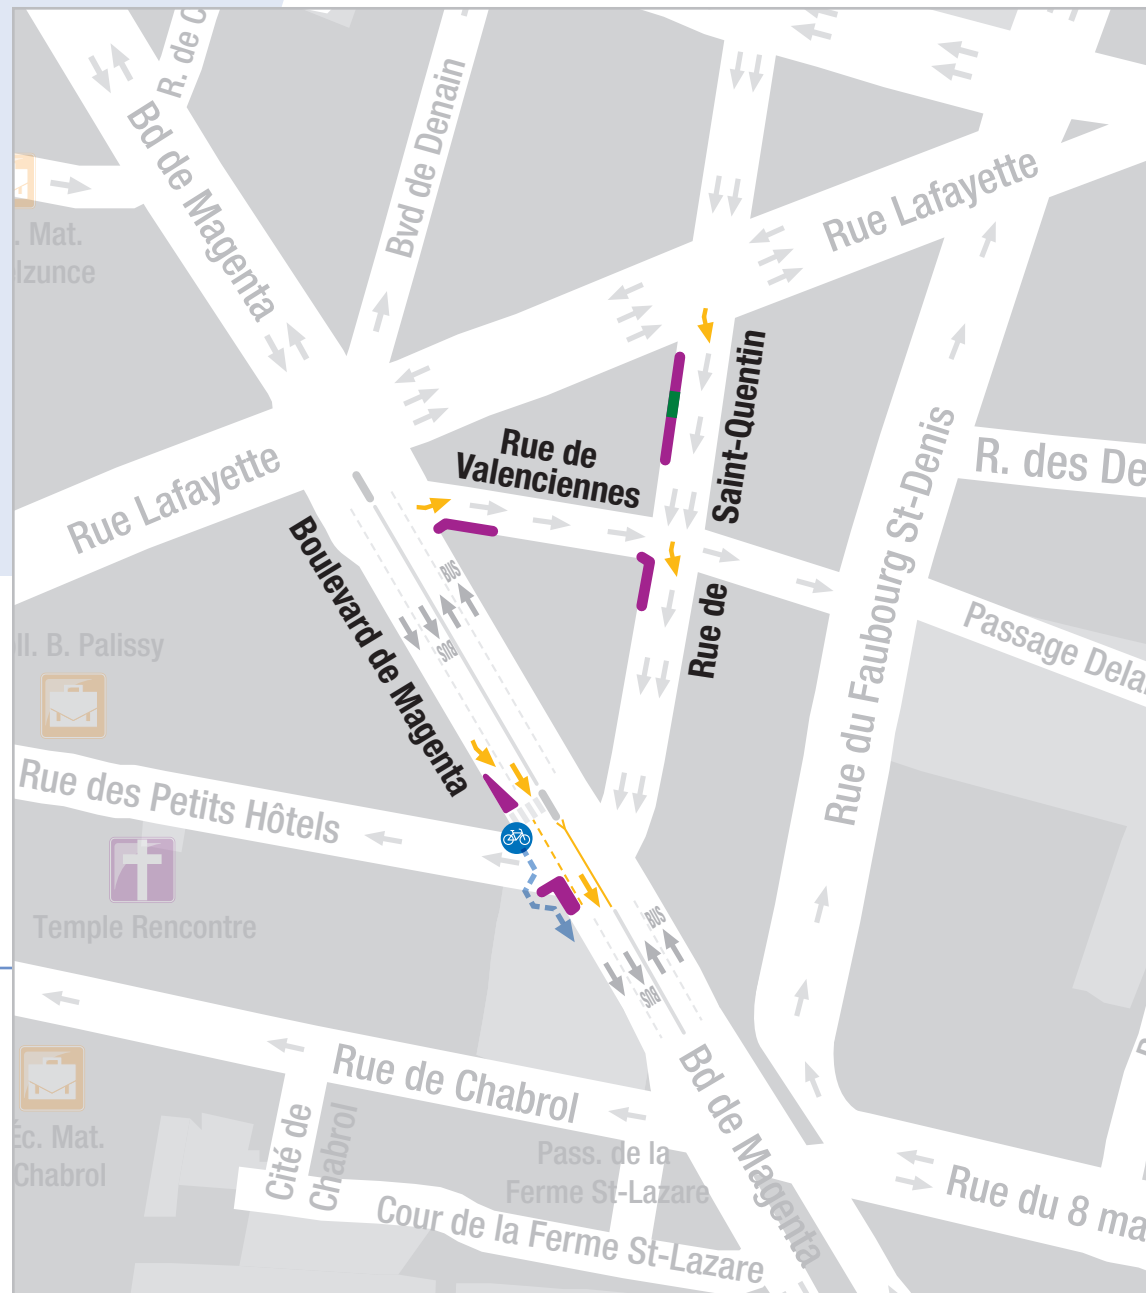 R. de C
Bd de Magenta
Bvd de Denain
Rue Lafayette
. Mat.
lzunce
Saint-Quentin
Rue de
Rue de
Valenciennes
Rue Lafayette
R. des De
Boulevard de Magenta
BUS
BUS
Rue du Faubourg St-Denis
Passage Dela
ll. B. Palissy
Rue des Petits Hôtels
Temple Rencontre
BUS
BUS
Rue de Chabrol
Bd de Magenta
Éc. Mat.
Chabrol
Cité de
Chabrol
Pass. de la
Ferme St-Lazare
Cour de la Ferme St-Lazare
Rue du 8 ma